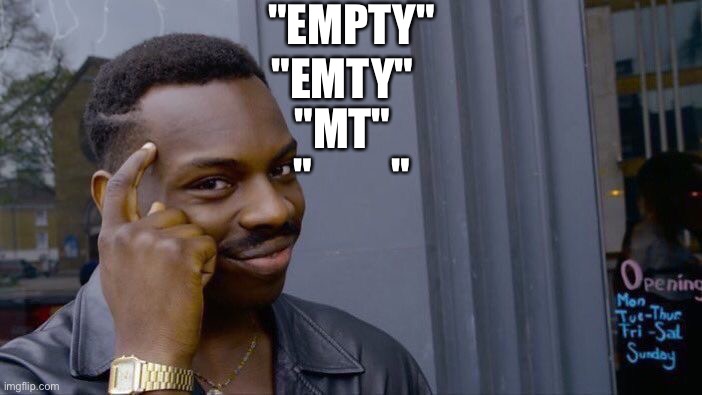 "EMPTY"
"EMTY"
"MT"
"      "
Opening
Mon
Tue-Thur
Fri-Sat
Sunday
imgflip.com